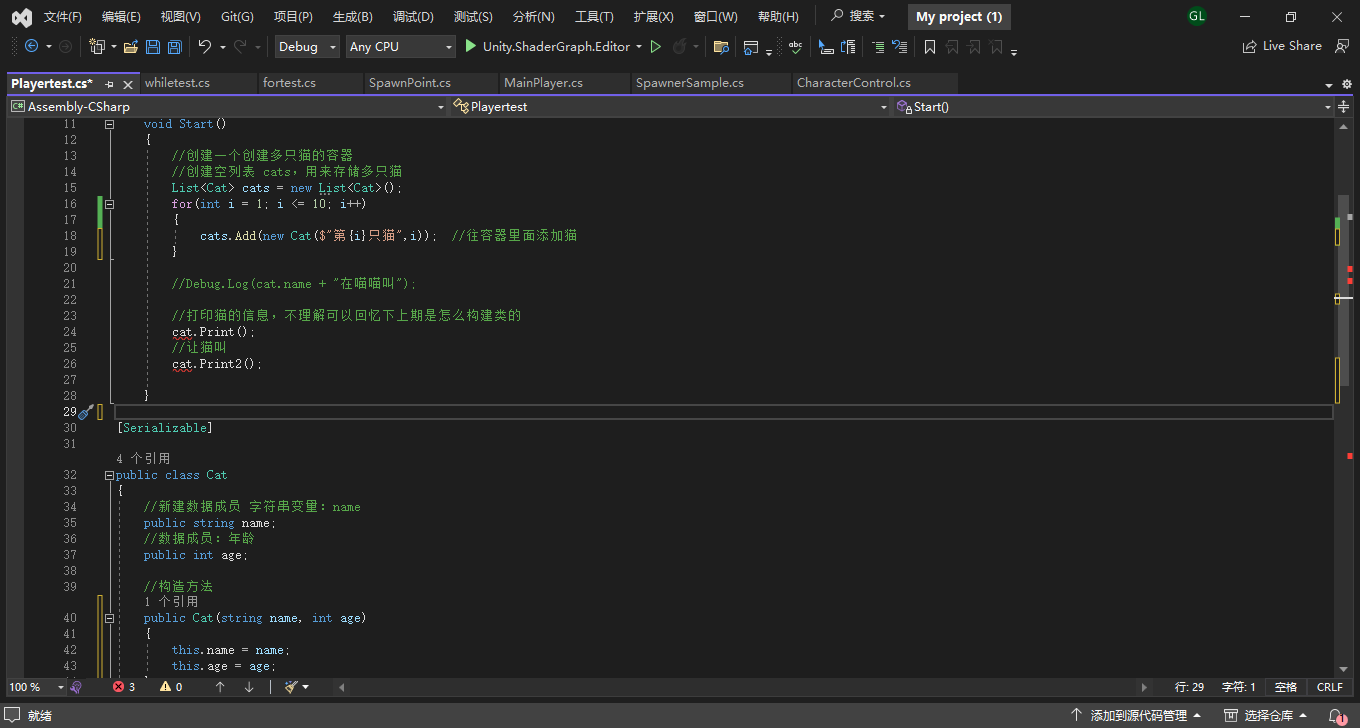 文件(F) 编辑(E) 视图(V) Git(G) 项目(P) 生成(B) 调试(D) 测试(S) 分析(N) 工具(T) 扩展(X) 窗口(W) 帮助(H) 搜索 My project (1) GL
Debug Any CPU Unity.ShaderGraph.Editor abc Live Share
Playertest.cs* whiletest.cs fortest.cs SpawnPoint.cs MainPlayer.cs SpawnerSample.cs CharacterControl.cs
C# Assembly-CSharp Playertest Start()
11 void Start()
12 {
13 //创建一个创建多只猫的容器
14 //创建空列表 cats，用来存储多只猫
15 List<Cat> cats = new List<Cat>();
16 for(int i = 1; i <= 10; i++)
17 {
18 cats.Add(new Cat($"第{i}只猫",i)); //往容器里面添加猫
19 }
20
21 //Debug.Log(cat.name + "在喵喵叫");
22
23 //打印猫的信息，不理解可以回忆下上期是怎么构建类的
24 cat.Print();
25 //让猫叫
26 cat.Print2();
27
28 }
29
30 [Serializable]
31
4 个引用
32 public class Cat
33 {
34 //新建数据成员 字符串变量：name
35 public string name;
36 //数据成员：年龄
37 public int age;
38
39 //构造方法
1 个引用
40 public Cat(string name, int age)
41 {
42 this.name = name;
43 this.age = age;
100 % 3 0 行: 29 字符: 1 空格 CRLF
就绪 添加到源代码管理 选择仓库 1